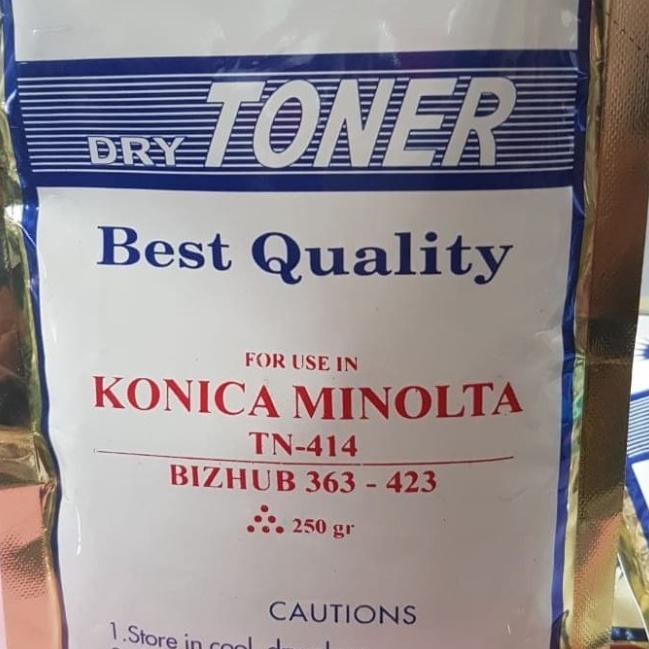 DRY TONER
Best Quality
FOR USE IN
KONICA MINOLTA
TN-414
BIZHUB 363 - 423
250 gr
CAUTIONS
1.Store in cool,